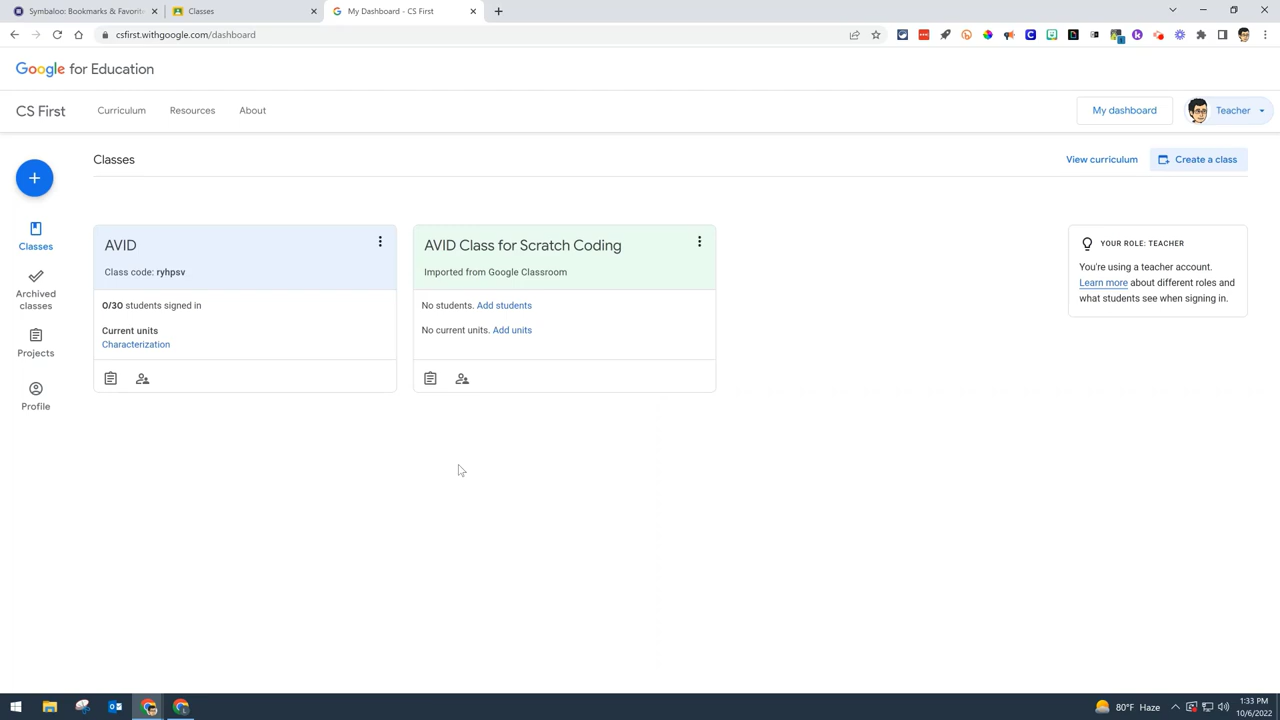 Symbaloo: Bookmarks & Favorit
Classes
My Dashboard - CS First
csfirst.withgoogle.com/dashboard
Google for Education
CS First
Curriculum
Resources
About
My dashboard
Teacher
Classes
View curriculum
Create a class
Classes
Archived
classes
Projects
Profile
AVID
Class code: ryhpsv
0/30 students signed in
Current units
Characterization
AVID Class for Scratch Coding
Imported from Google Classroom
No students. Add students
No current units. Add units
YOUR ROLE: TEACHER
You're using a teacher account.
Learn more about different roles and
what students see when signing in.
80°F Haze
1:33 PM
10/6/2022